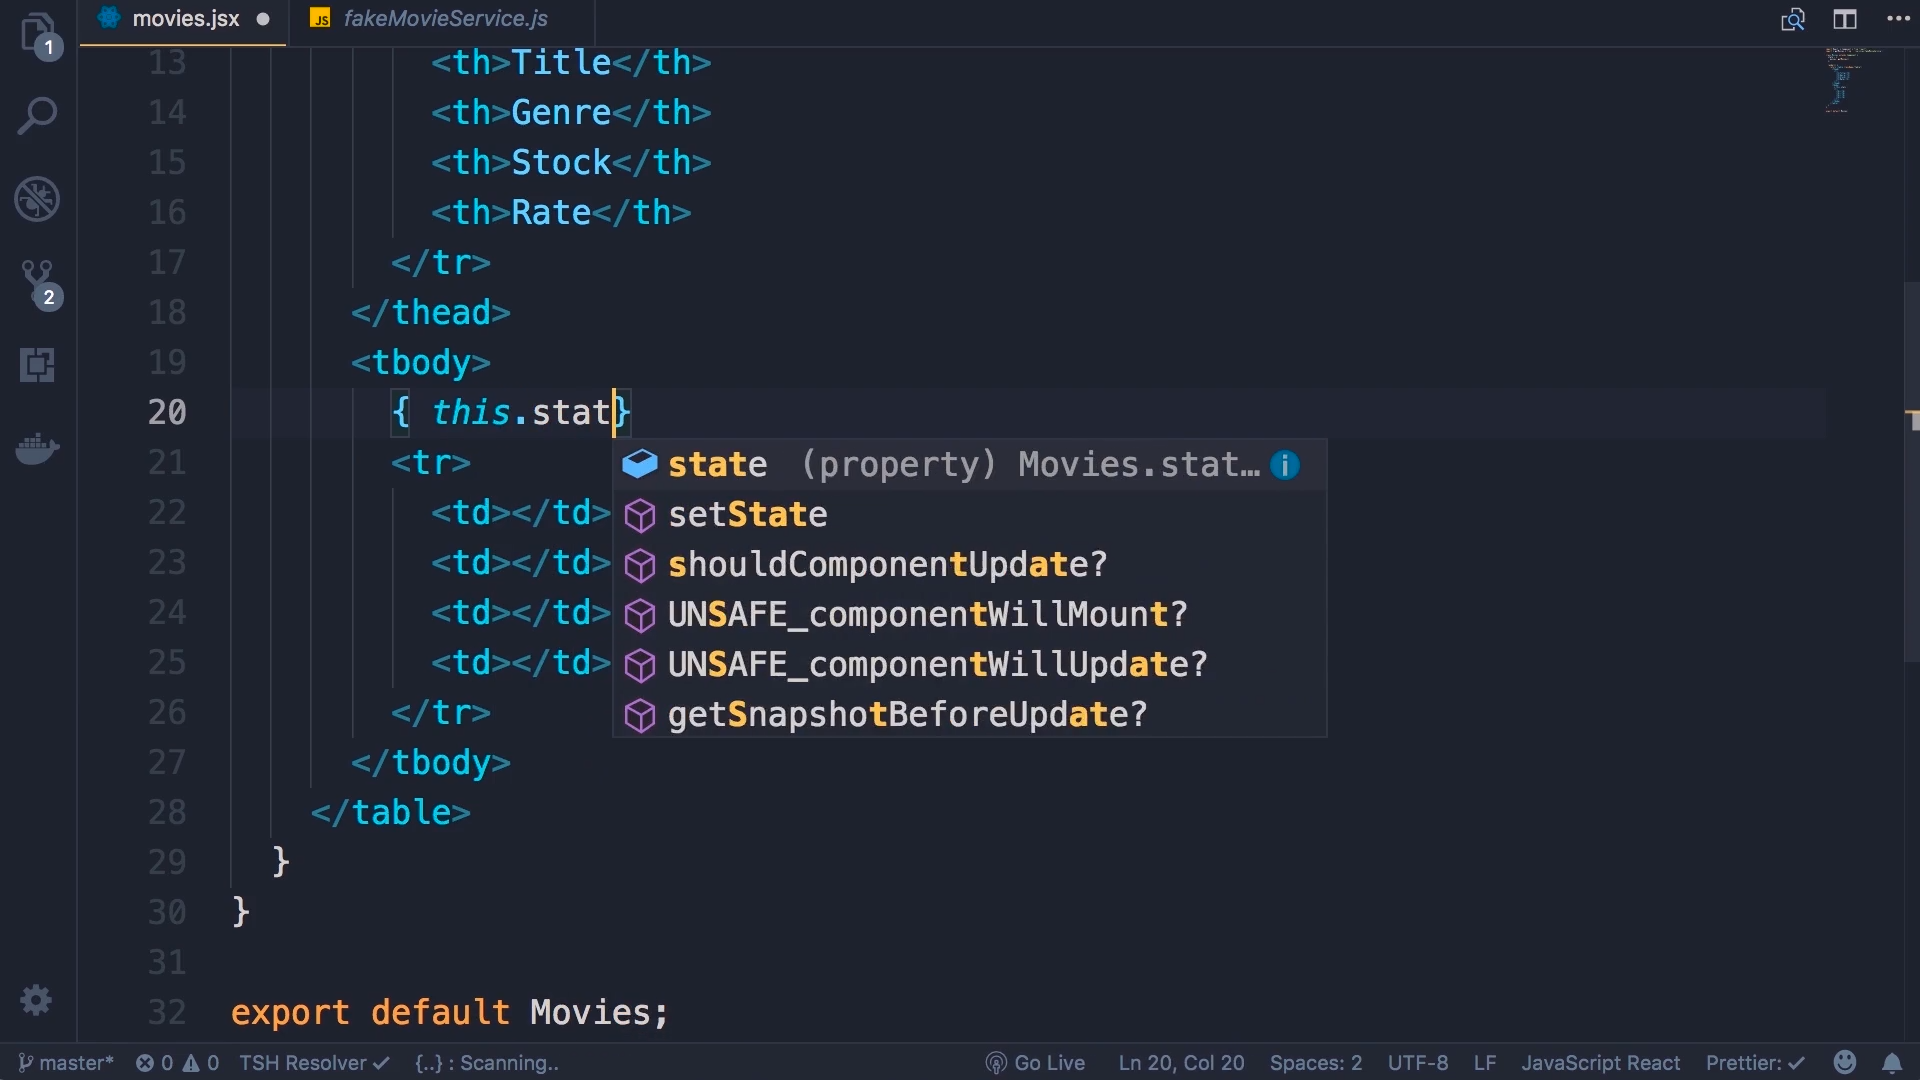 movies.jsx
JS fakeMovieService.js
1
2
13 <th>Title</th>
14 <th>Genre</th>
15 <th>Stock</th>
16 <th>Rate</th>
17 </tr>
18 </thead>
19 <tbody>
20 { this.stat}
state (property) Movies.stat…
21 <tr>
setState
22 <td></td>
shouldComponentUpdate?
23 <td></td>
UNSAFE_componentWillMount?
24 <td></td>
UNSAFE_componentWillUpdate?
25 <td></td>
getSnapshotBeforeUpdate?
26 </tr>
27 </tbody>
28 </table>
29 }
30 }
31
32 export default Movies;
master* 0 0 TSH Resolver ✓ {..} : Scanning.. Go Live Ln 20, Col 20 Spaces: 2 UTF-8 LF JavaScript React Prettier: ✓